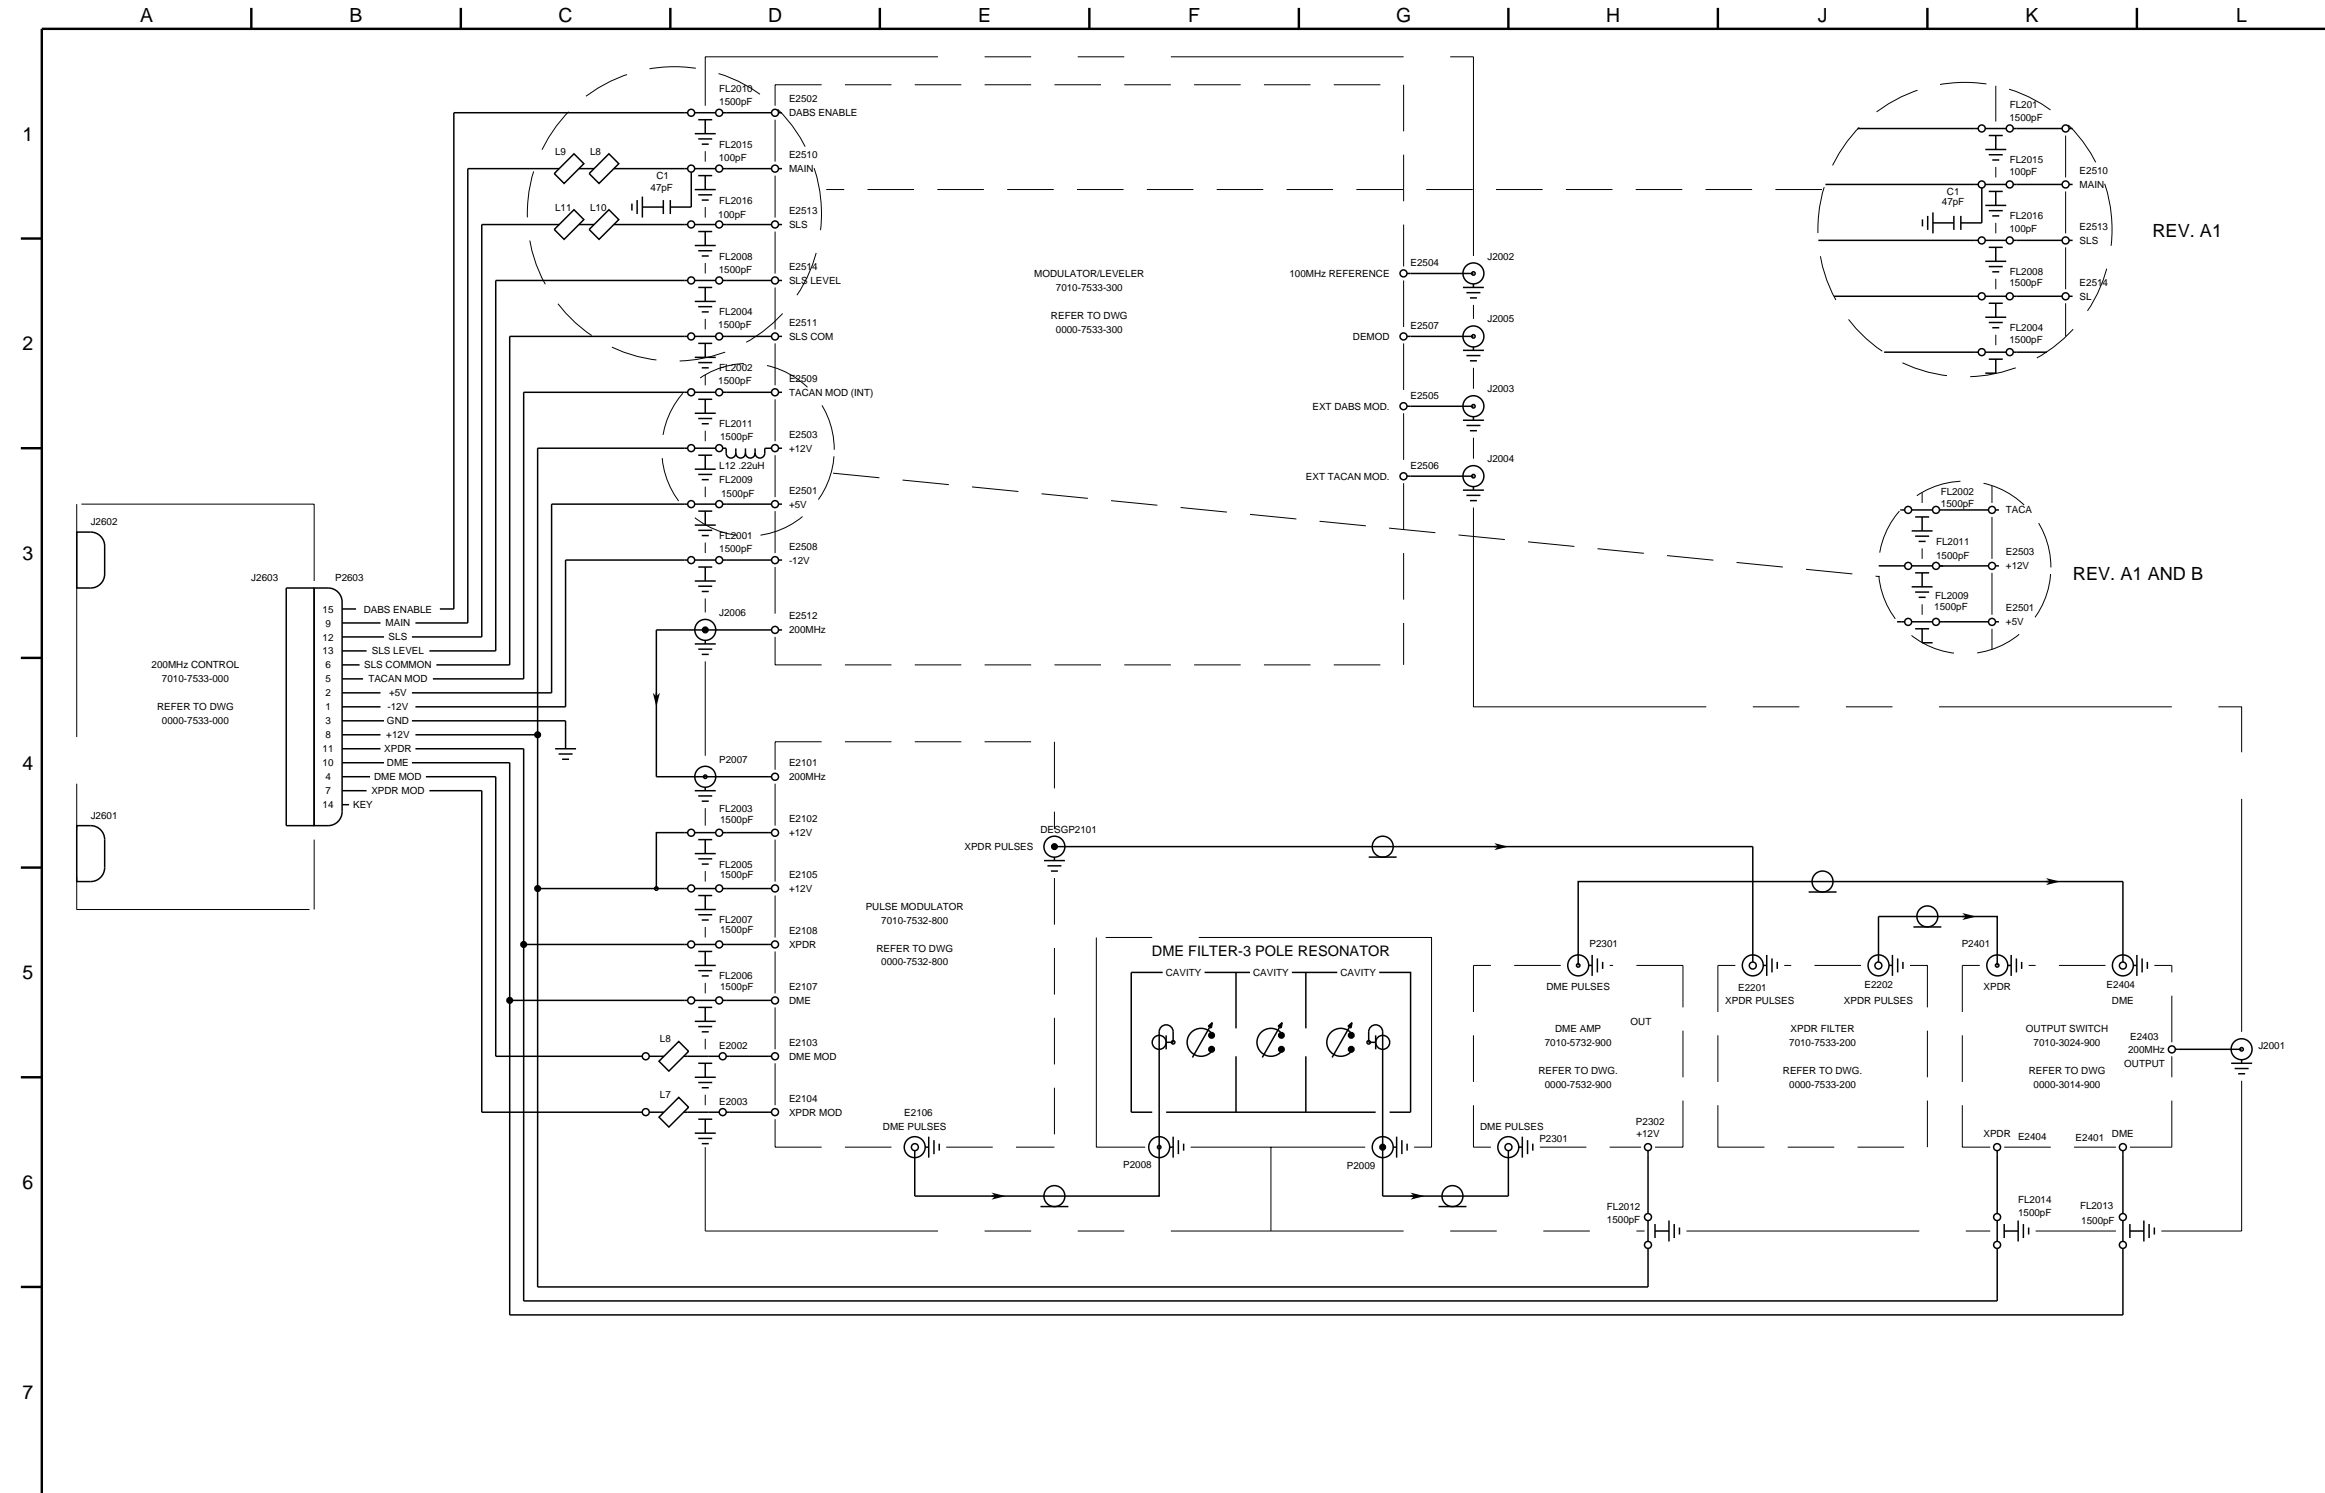 A B C D E F G H J K L
1
2
3
4
5
6
7
FL2010
1500pF
E2502
DABS ENABLE
L9 L8
FL2015
100pF
E2510
MAIN
C1
47pF
L11 L10
FL2016
100pF
E2513
SLS
FL2008
1500pF
E2514
SLS LEVEL
FL2004
1500pF
E2511
SLS COM
FL2002
1500pF
E2509
TACAN MOD (INT)
FL2011
1500pF
E2503
+12V
L12 .22uH
FL2009
1500pF
E2501
+5V
FL2001
1500pF
E2508
-12V
J2006
E2512
200MHz
MODULATOR/LEVELER
7010-7533-300
REFER TO DWG
0000-7533-300
100MHz REFERENCE
E2504
J2002
DEMOD
E2507
J2005
EXT DABS MOD.
E2505
J2003
EXT TACAN MOD.
E2506
J2004
FL201
1500pF
FL2015
100pF
E2510
MAIN
C1
47pF
FL2016
100pF
E2513
SLS
FL2008
1500pF
E2514
SL
FL2004
1500pF
REV. A1
FL2002
1500pF
TACA
FL2011
1500pF
E2503
+12V
FL2009
1500pF
E2501
+5V
REV. A1 AND B
J2602
J2601
200MHz CONTROL
7010-7533-000
REFER TO DWG
0000-7533-000
J2603
P2603
15 DABS ENABLE
9 MAIN
12 SLS
13 SLS LEVEL
6 SLS COMMON
5 TACAN MOD
2 +5V
1 -12V
3 GND
8 +12V
11 XPDR
10 DME
4 DME MOD
7 XPDR MOD
14 KEY
P2007
E2101
200MHz
FL2003
1500pF
E2102
+12V
FL2005
1500pF
E2105
+12V
FL2007
1500pF
E2108
XPDR
FL2006
1500pF
E2107
DME
L8
E2002
E2103
DME MOD
L7
E2003
E2104
XPDR MOD
PULSE MODULATOR
7010-7532-800
REFER TO DWG
0000-7532-800
DESGP2101
XPDR PULSES
E2106
DME PULSES
DME FILTER-3 POLE RESONATOR
CAVITY CAVITY CAVITY
P2008
P2009
P2301
DME PULSES
OUT
DME AMP
7010-5732-900
REFER TO DWG.
0000-7532-900
DME PULSES
P2301
P2302
+12V
FL2012
1500pF
E2201
XPDR PULSES
E2202
XPDR PULSES
XPDR FILTER
7010-7533-200
REFER TO DWG.
0000-7533-200
P2401
XPDR
E2404
DME
OUTPUT SWITCH
7010-3024-900
REFER TO DWG
0000-3014-900
E2403
200MHz
OUTPUT
J2001
XPDR
E2404
E2401
DME
FL2014
1500pF
FL2013
1500pF